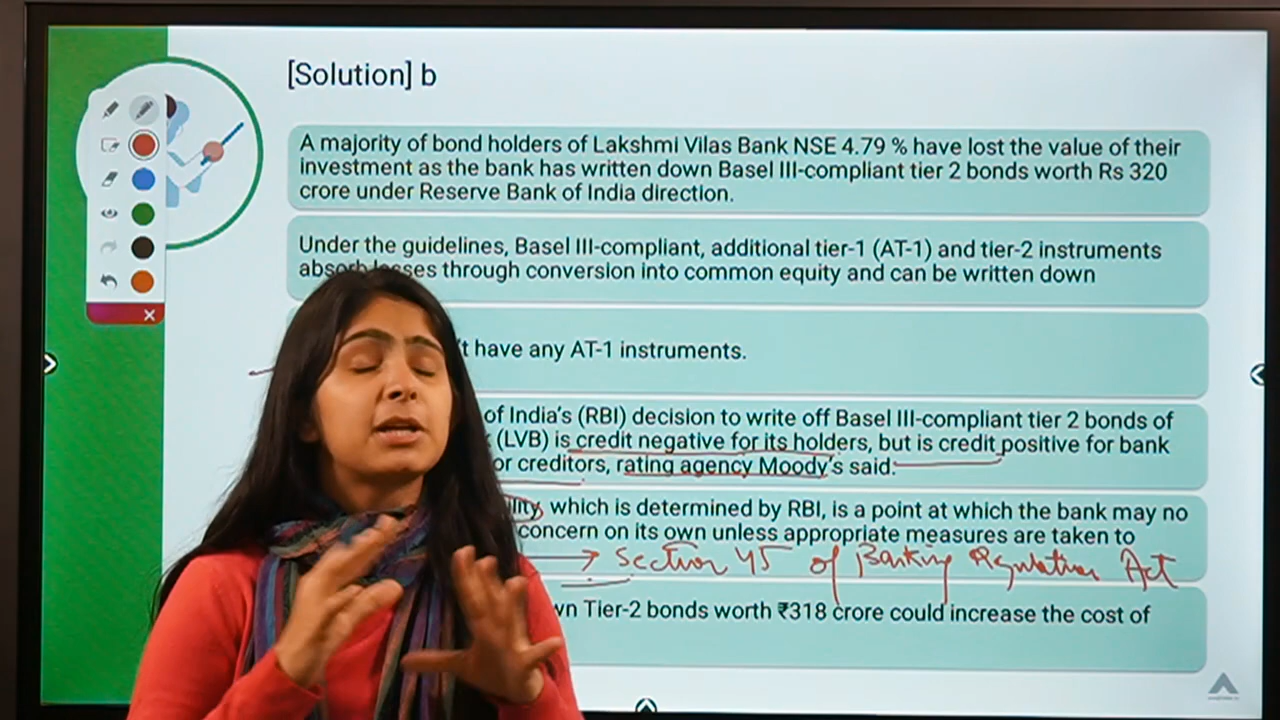 [Solution] b
A majority of bond holders of Lakshmi Vilas Bank NSE 4.79 % have lost the value of their
investment as the bank has written down Basel III-compliant tier 2 bonds worth Rs 320
crore under Reserve Bank of India direction.
Under the guidelines, Basel III-compliant, additional tier-1 (AT-1) and tier-2 instruments
absorb losses through conversion into common equity and can be written down
have any AT-1 instruments.
of India's (RBI) decision to write off Basel III-compliant tier 2 bonds of
(LVB) is credit negative for its holders, but is credit positive for bank
or creditors, rating agency Moody's said:
which is determined by RBI, is a point at which the bank may no
concern on its own unless appropriate measures are taken to
→ Section 45 of Banking Regulation Act
Tier-2 bonds worth ₹318 crore could increase the cost of